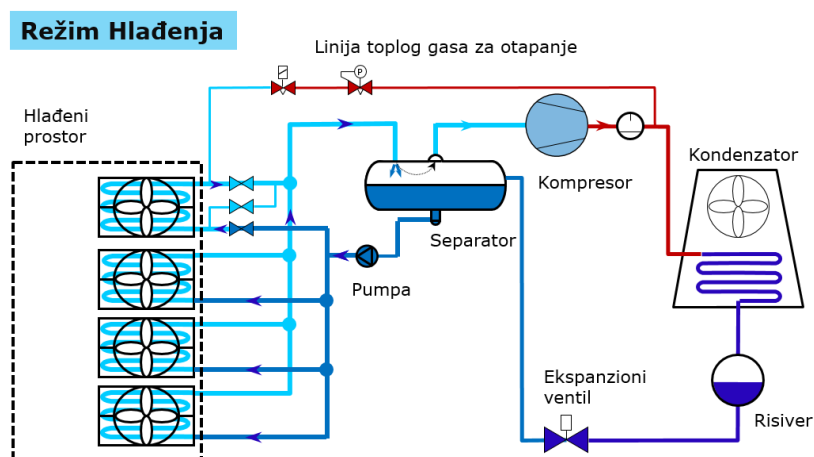 Režim Hlađenja
Linija toplog gasa za otapanje
P
Hlađeni
prostor
Kondenzator
Kompresor
Separator
Pumpa
Ekspanzioni
ventil
Risiver